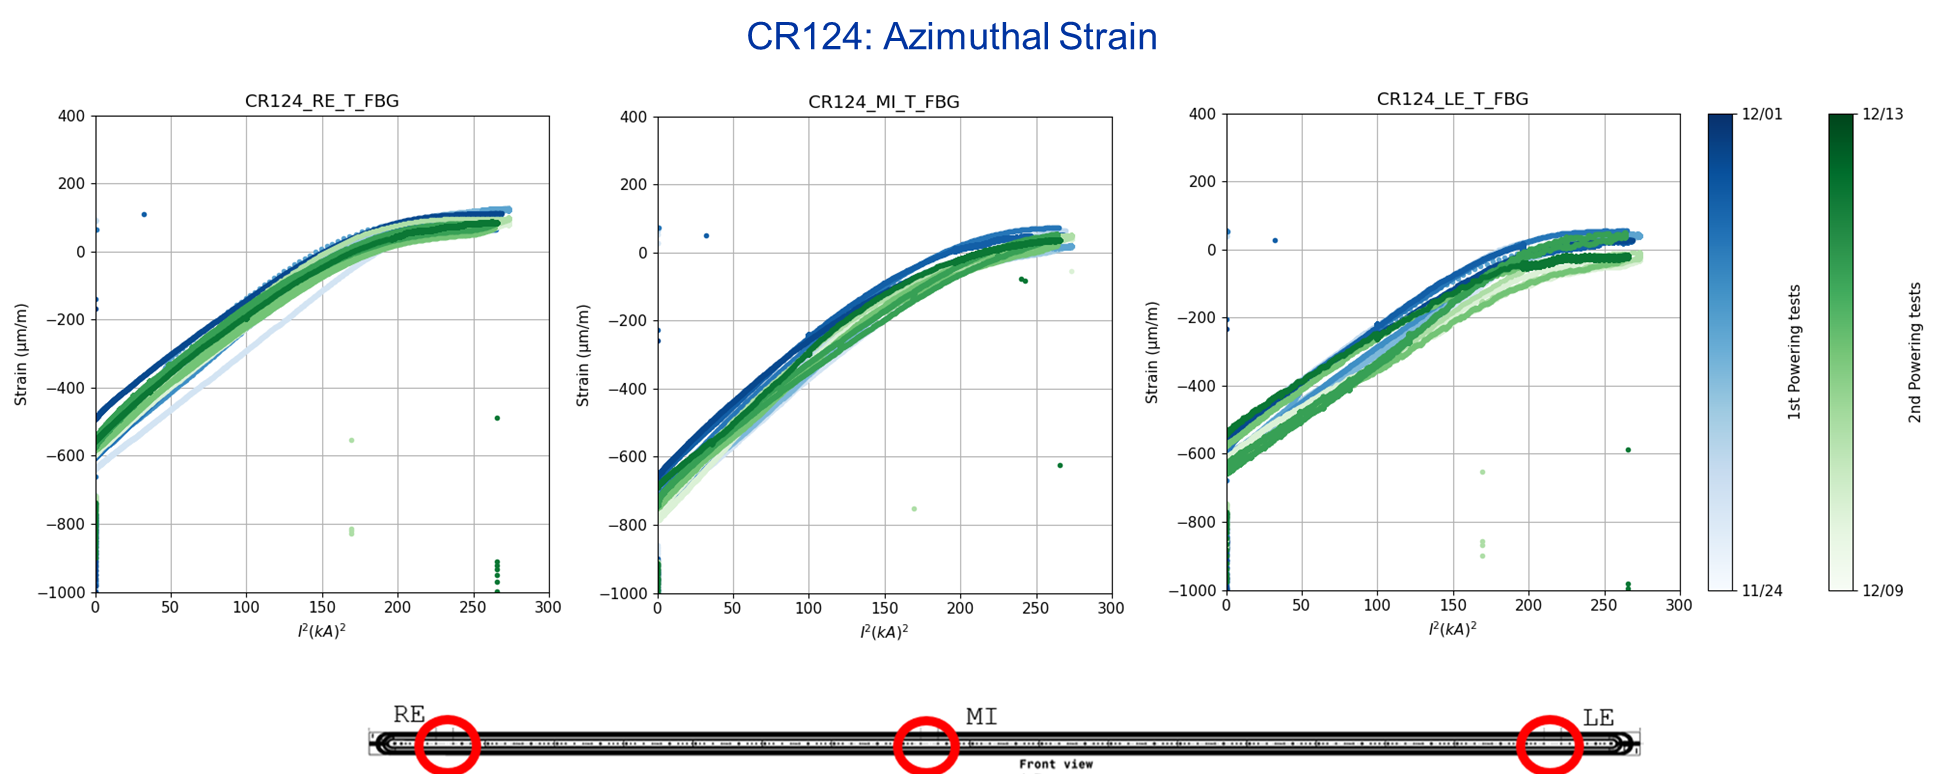 CR124: Azimuthal Strain
CR124_RE_T_FBG
400
200
0
−200
−400
−600
−800
−1000
Strain (μm/m)
0 50 100 150 200 250 300
I²(kA)²
CR124_MI_T_FBG
400
200
0
−200
−400
−600
−800
−1000
Strain (μm/m)
0 50 100 150 200 250 300
I²(kA)²
CR124_LE_T_FBG
400
200
0
−200
−400
−600
−800
−1000
Strain (μm/m)
0 50 100 150 200 250 300
I²(kA)²
12/01
11/24
1st Powering tests
12/13
12/09
2nd Powering tests
RE
MI
LE
Front view